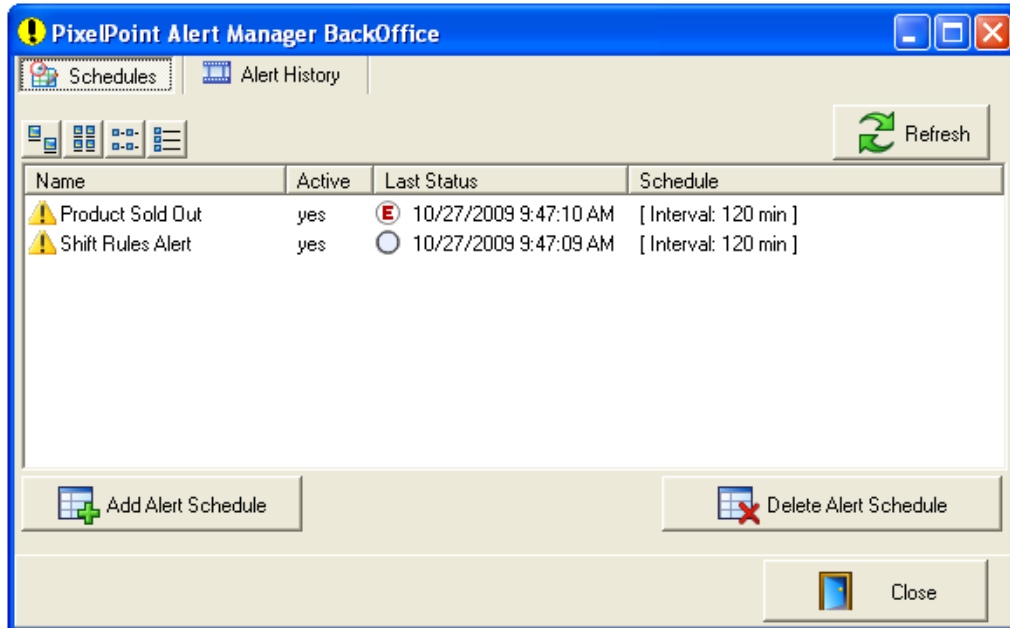 PixelPoint Alert Manager BackOffice
Schedules Alert History
Refresh
Name Active Last Status Schedule
Product Sold Out yes E 10/27/2009 9:47:10 AM [ Interval: 120 min ]
Shift Rules Alert yes 10/27/2009 9:47:09 AM [ Interval: 120 min ]
Add Alert Schedule Delete Alert Schedule
Close